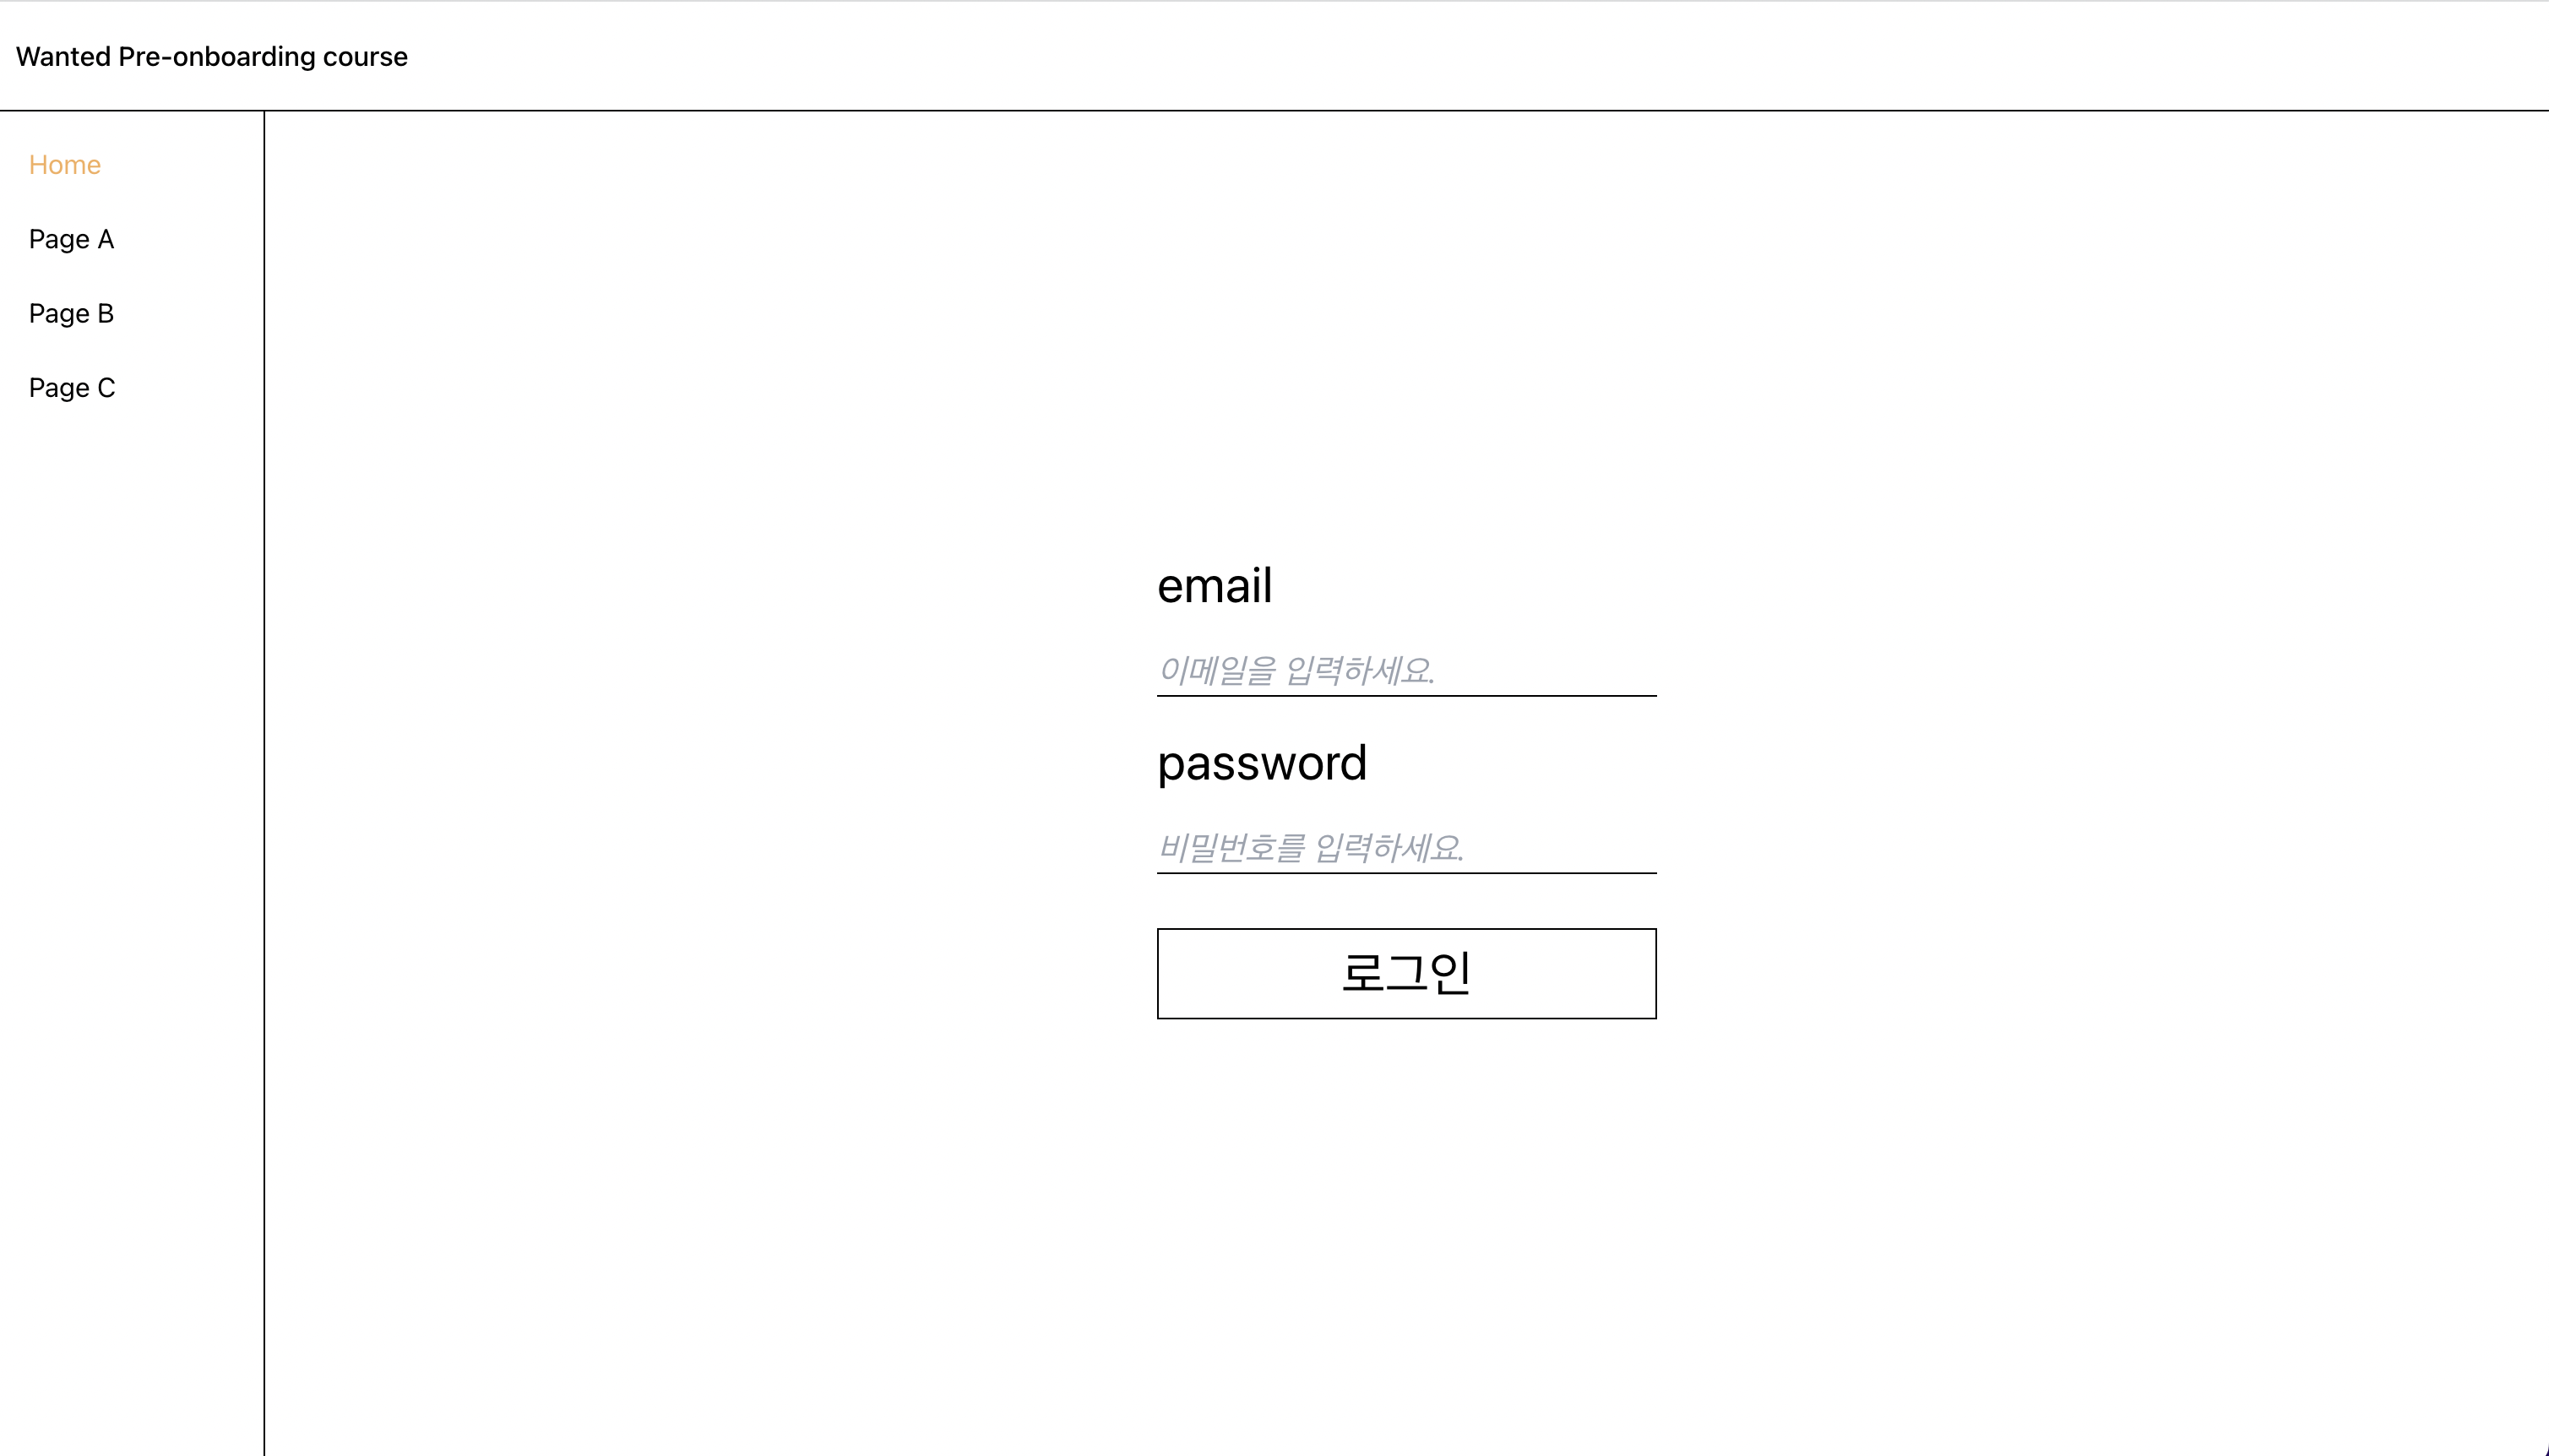 Wanted Pre-onboarding course
Home
Page A
Page B
Page C
email
이메일을 입력하세요.
password
비밀번호를 입력하세요.
로그인